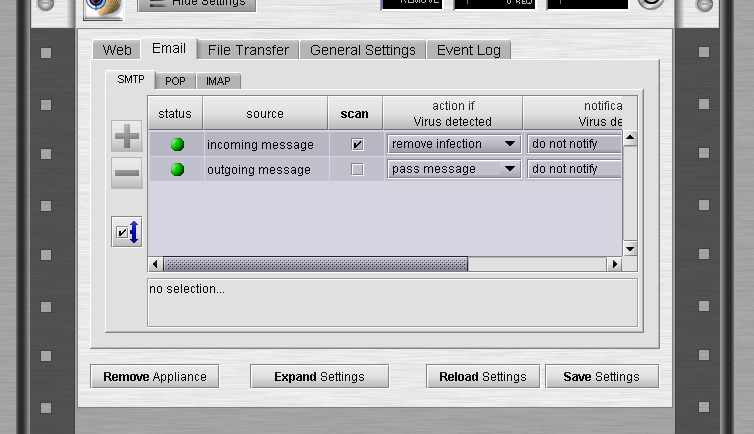 Hide Settings
REMOVE
Web Email File Transfer General Settings Event Log
SMTP POP IMAP
status source scan action if Virus detected notifica Virus de
incoming message remove infection do not notify
outgoing message pass message do not notify
no selection...
Remove Appliance Expand Settings Reload Settings Save Settings